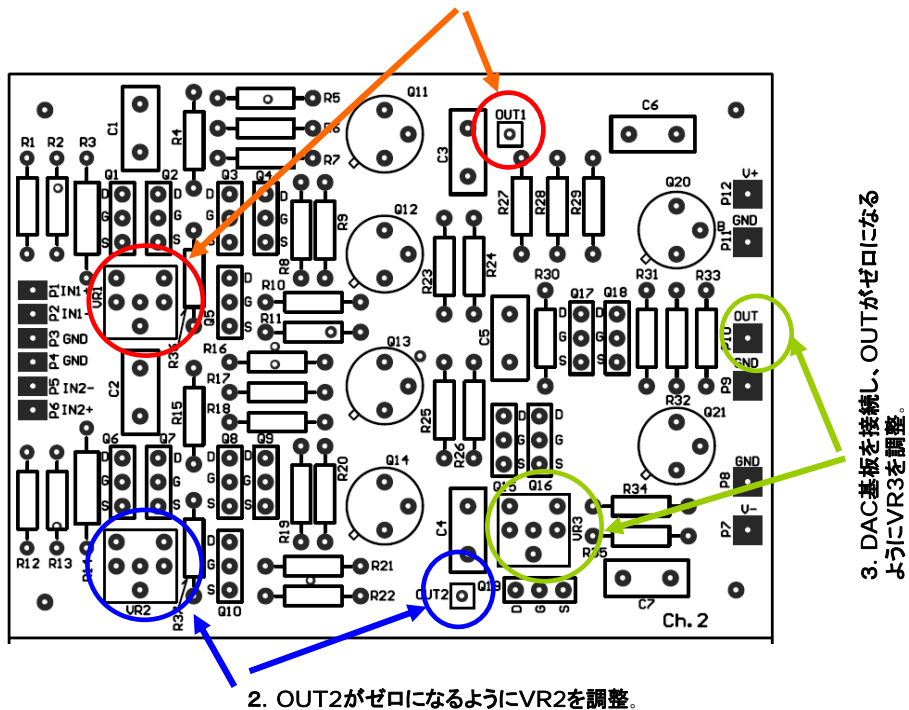 R5
Q11
OUT1
C6
C1
R4
R6
C3
R1
R2
R3
R7
V+
Q1
Q2
Q3
Q4
Q20
P12
D
D
D
R27
R28
R29
G
G
G
Q12
R9
GND
S
S
S
B
P11
R8
R23
R24
R10
R30
R31
R33
P1
IN1+
VR1
D
Q17
Q18
P2
IN1-
G
R11
D
OUT
P3
GND
Q5
S
C5
G
P10
P4
GND
R16
Q13
S
GND
P5
IN2-
C2
R17
P9
P6
IN2+
R15
R18
R25
R32
Q21
D
R26
G
Q6
Q7
Q8
Q9
S
D
D
D
R20
Q14
GND
G
G
G
Q15
Q16
P8
S
S
S
R19
R34
V-
C4
VR3
P7
D
R35
R12
R13
R14
G
R21
S
OUT2
Q19
VR2
Q10
R22
D
G
S
C7
Ch.2
2. OUT2がゼロになるようにVR2を調整。
3. DAC基板を接続し、OUTがゼロになる
ようにVR3を調整。